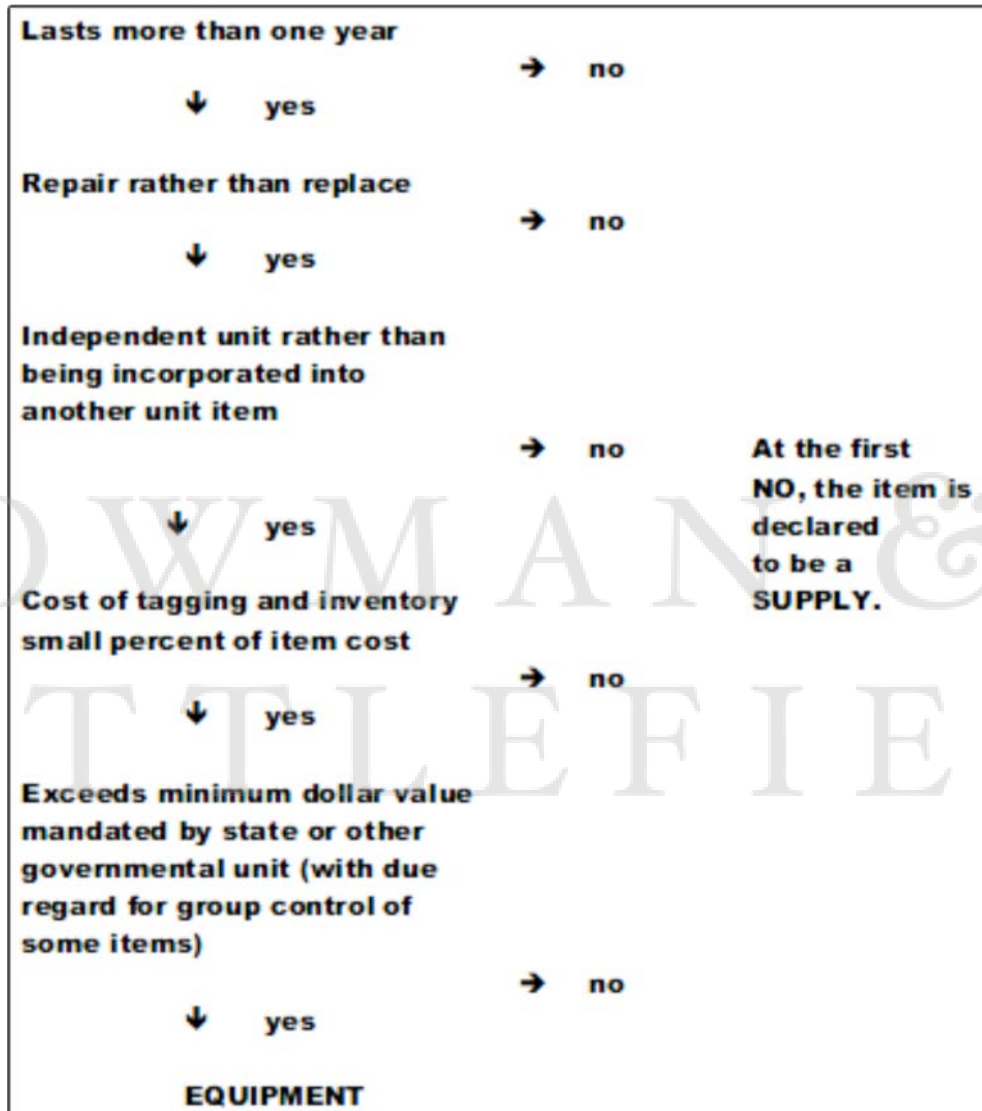 Lasts more than one year
→ no
↓ yes
Repair rather than replace
→ no
↓ yes
Independent unit rather than
being incorporated into
another unit item
→ no
At the first
NO, the item is
declared
to be a
SUPPLY.
↓ yes
Cost of tagging and inventory
small percent of item cost
→ no
↓ yes
Exceeds minimum dollar value
mandated by state or other
governmental unit (with due
regard for group control of
some items)
→ no
↓ yes
EQUIPMENT
OWMAN &
TTLEFIE